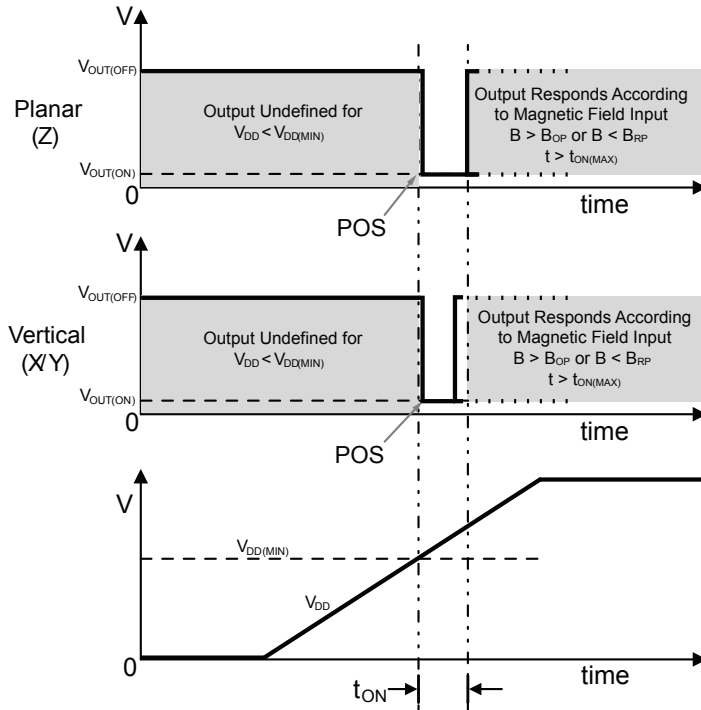 V
VOUT(OFF)
Planar
(Z)
Output Undefined for
VDD < VDD(MIN)
Output Responds According
to Magnetic Field Input
B > BOP or B < BRP
t > tON(MAX)
VOUT(ON)
0
time
POS
V
VOUT(OFF)
Vertical
(X/Y)
Output Undefined for
VDD < VDD(MIN)
Output Responds According
to Magnetic Field Input
B > BOP or B < BRP
t > tON(MAX)
VOUT(ON)
0
time
POS
V
VDD(MIN)
VDD
0
time
tON